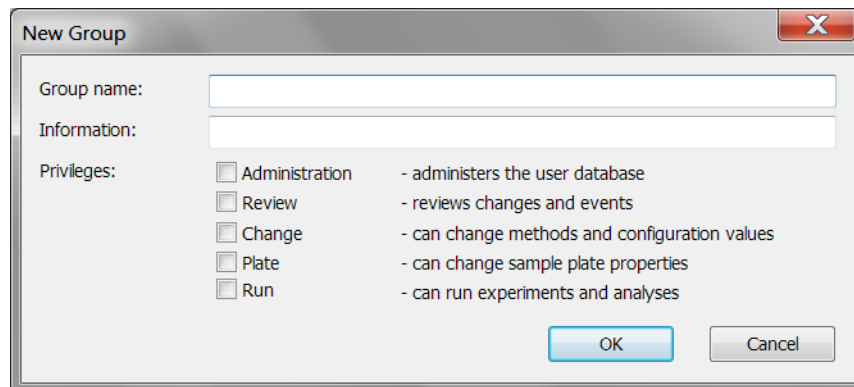 New Group
Group name:
Information:
Privileges:
Administration - administers the user database
Review - reviews changes and events
Change - can change methods and configuration values
Plate - can change sample plate properties
Run - can run experiments and analyses
OK Cancel